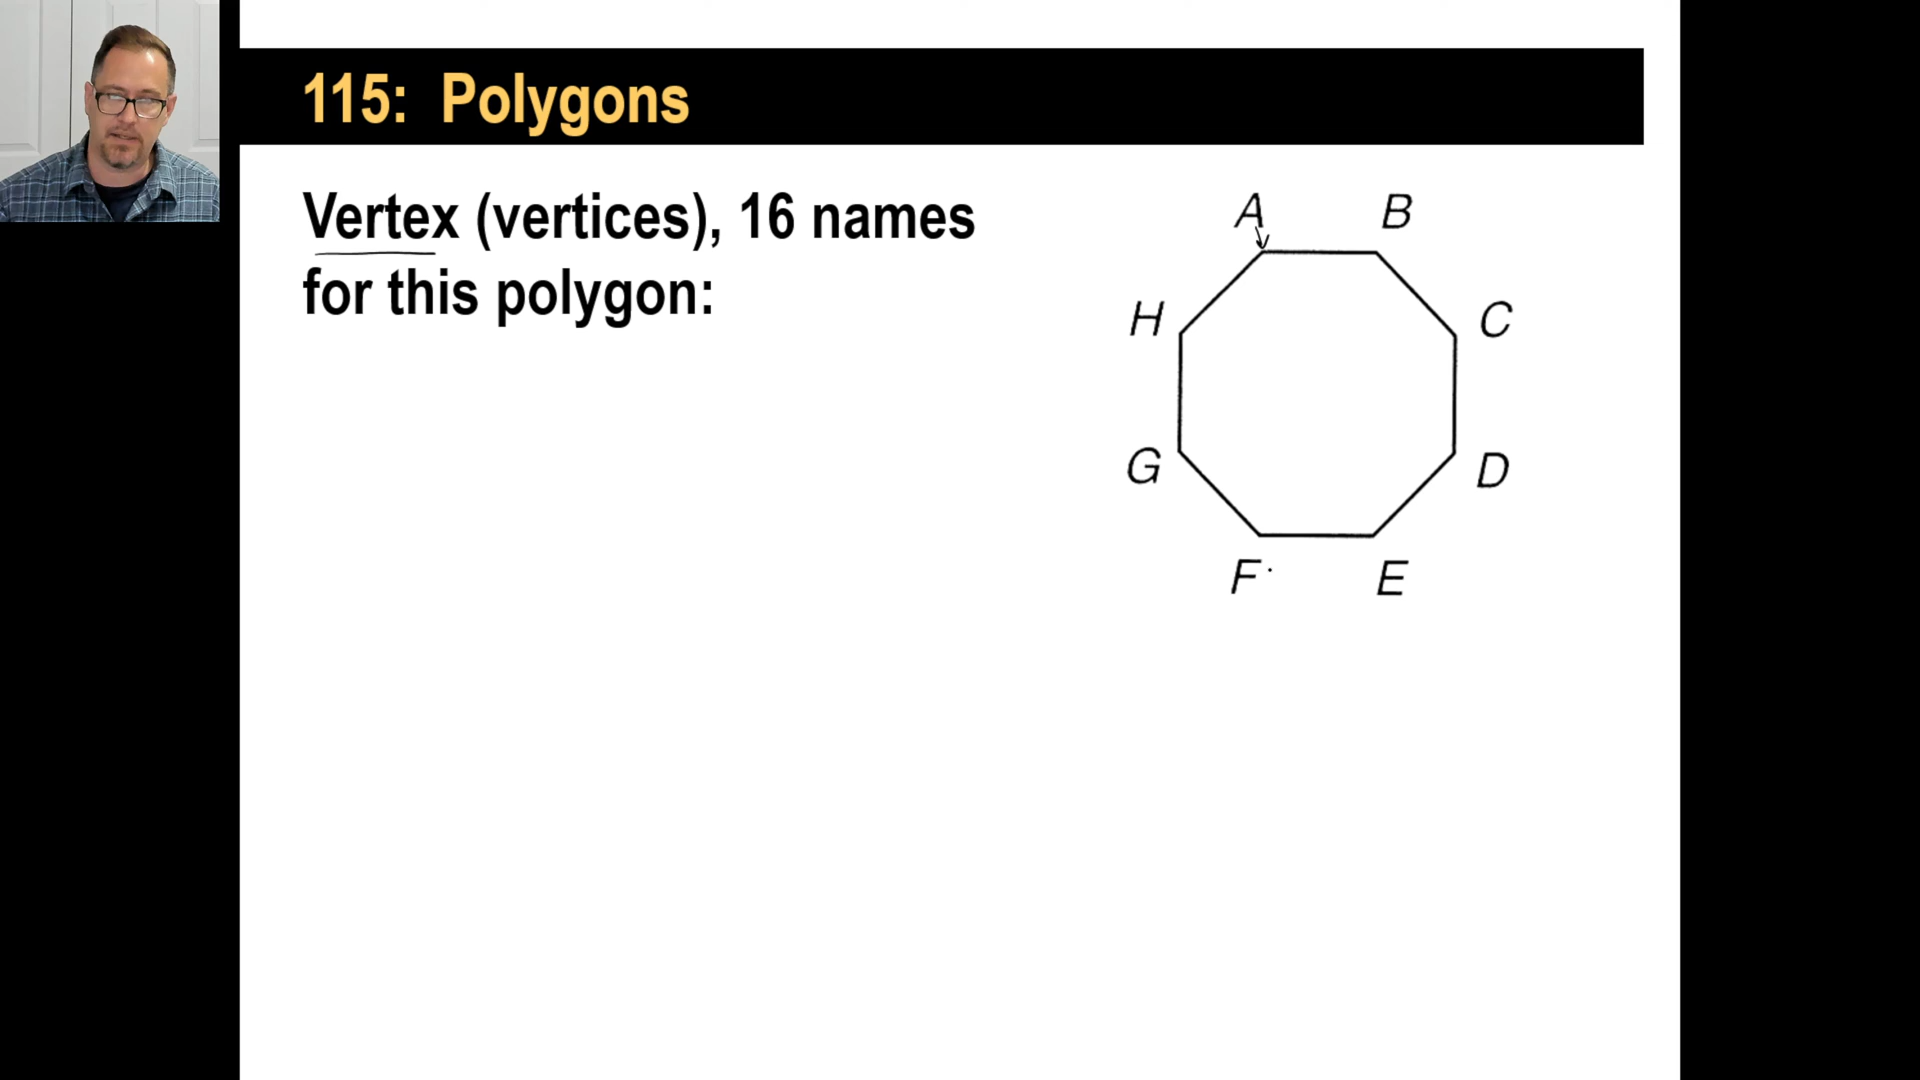 115: Polygons
Vertex (vertices), 16 names
for this polygon:
A B
H C
G D
F E